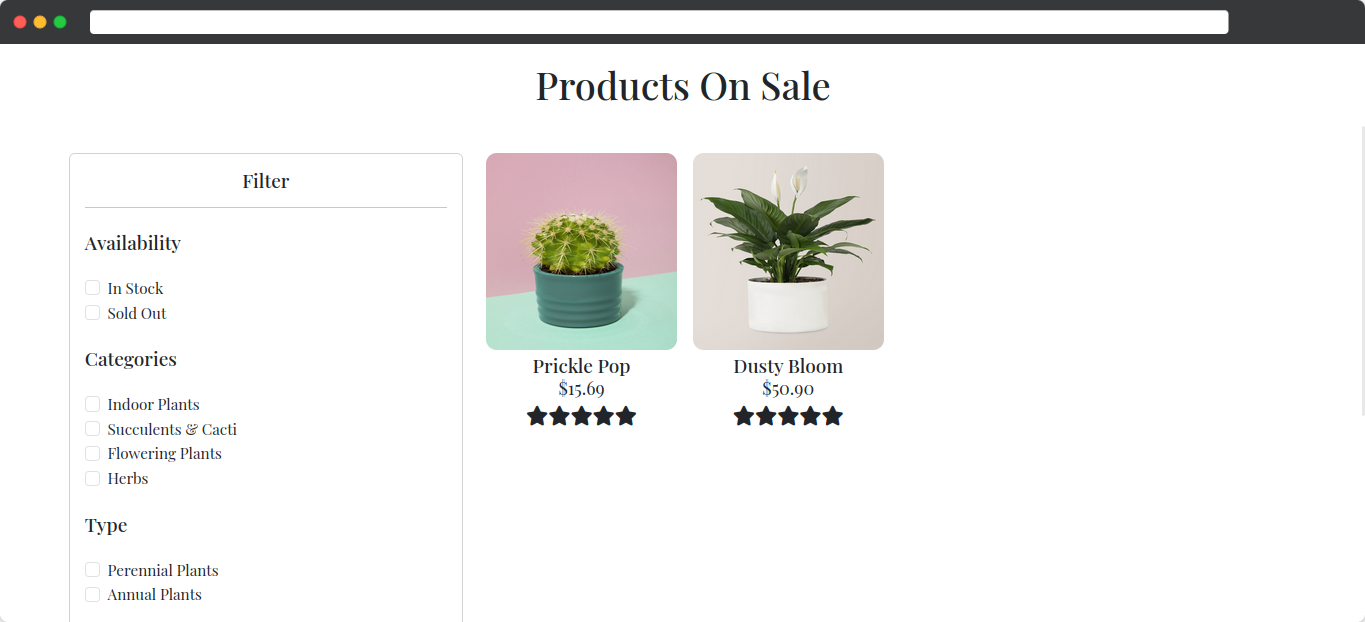 Products On Sale
Filter
Availability
In Stock
Sold Out
Categories
Indoor Plants
Succulents & Cacti
Flowering Plants
Herbs
Type
Perennial Plants
Annual Plants
Prickle Pop
$15.69
Dusty Bloom
$50.90